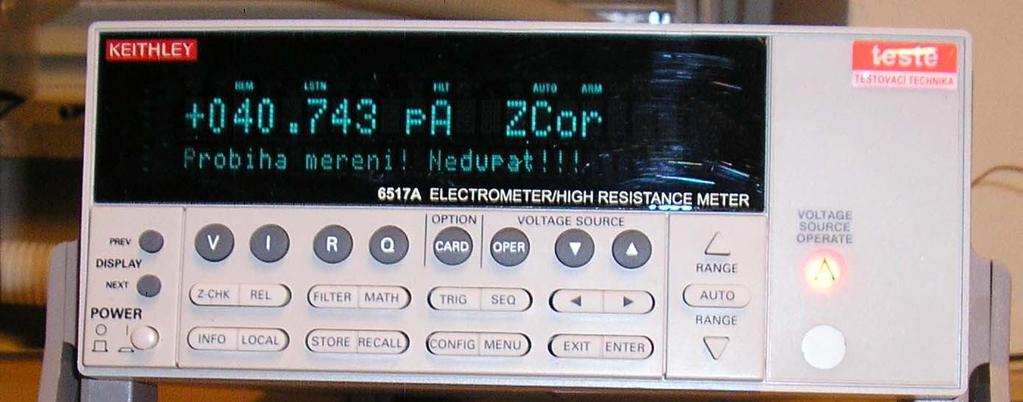 KEITHLEY
teste
TESTOVACÍ TECHNIKA
REM LSTN FILT AUTO ARM
+040.743 pA ZCor
Probiha mereni! Nedupat!!!
6517A ELECTROMETER/HIGH RESISTANCE METER
PREV
DISPLAY
NEXT
POWER
OPTION
VOLTAGE SOURCE
V I R Q CARD OPER
Z-CHK REL FILTER MATH TRIG SEQ
INFO LOCAL STORE RECALL CONFIG MENU EXIT ENTER
RANGE
AUTO
RANGE
VOLTAGE
SOURCE
OPERATE